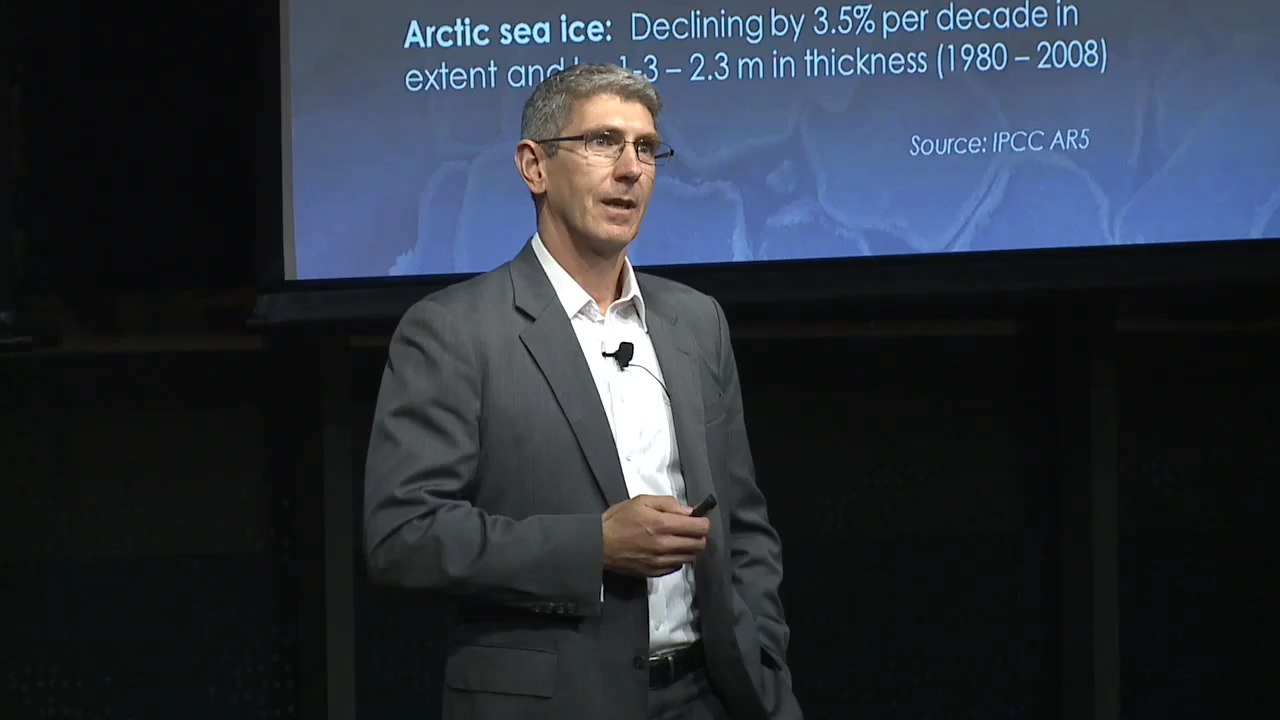 Arctic sea ice: Declining by 3.5% per decade in
extent and 1-3 – 2.3 m in thickness (1980 – 2008)
Source: IPCC AR5